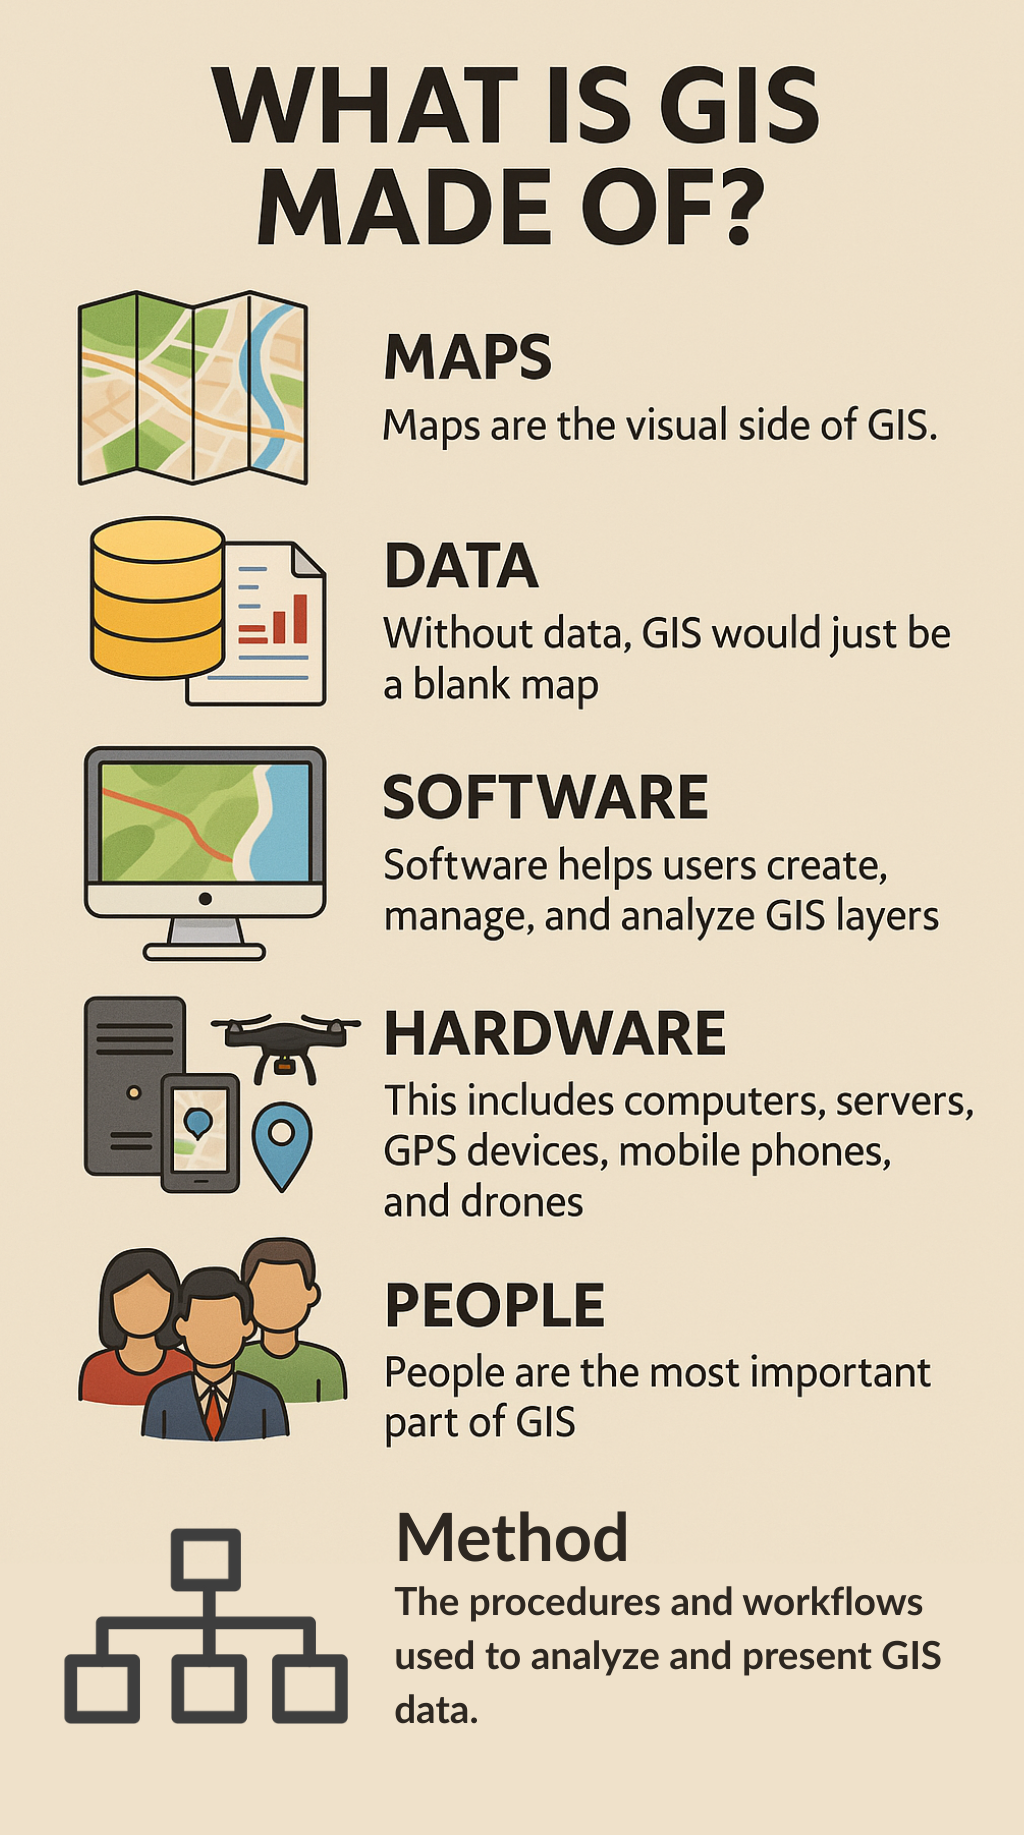 WHAT IS GIS
MADE OF?
MAPS
Maps are the visual side of GIS.
DATA
Without data, GIS would just be
a blank map
SOFTWARE
Software helps users create,
manage, and analyze GIS layers
HARDWARE
This includes computers, servers,
GPS devices, mobile phones,
and drones
PEOPLE
People are the most important
part of GIS
Method
The procedures and workflows
used to analyze and present GIS
data.